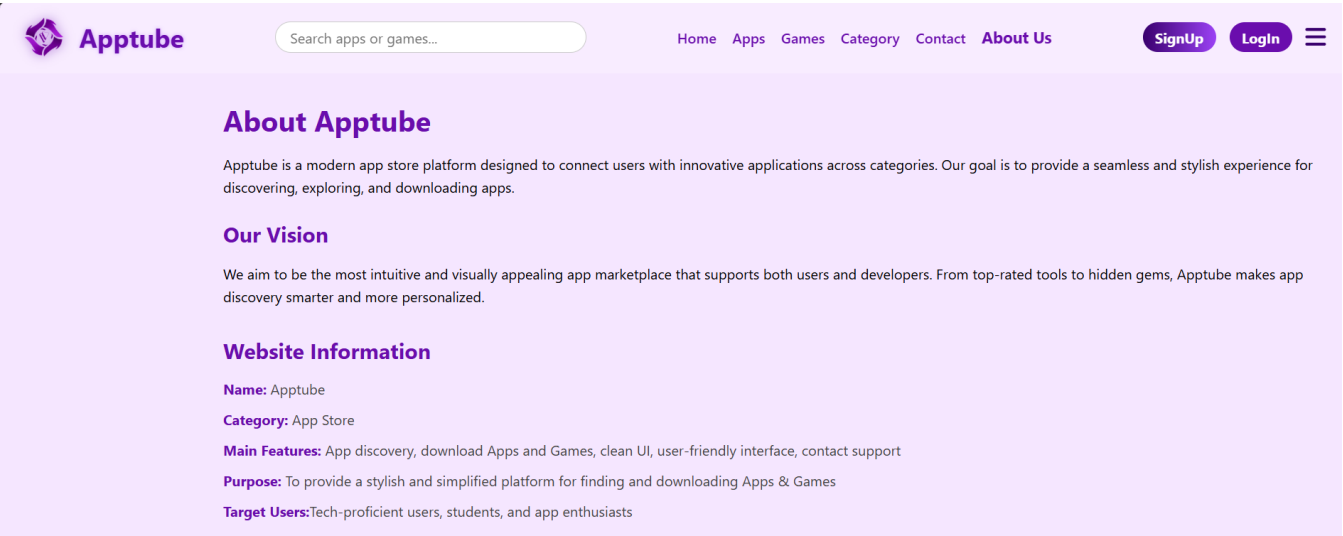 Apptube
Search apps or games...
Home Apps Games Category Contact About Us
SignUp
LogIn
About Apptube
Apptube is a modern app store platform designed to connect users with innovative applications across categories. Our goal is to provide a seamless and stylish experience for
discovering, exploring, and downloading apps.
Our Vision
We aim to be the most intuitive and visually appealing app marketplace that supports both users and developers. From top-rated tools to hidden gems, Apptube makes app
discovery smarter and more personalized.
Website Information
Name: Apptube
Category: App Store
Main Features: App discovery, download Apps and Games, clean UI, user-friendly interface, contact support
Purpose: To provide a stylish and simplified platform for finding and downloading Apps & Games
Target Users:Tech-proficient users, students, and app enthusiasts